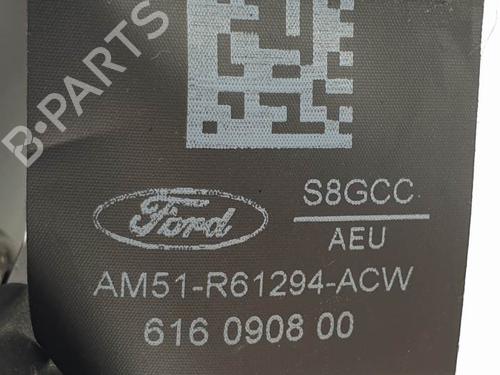 B-PARTS
Ford
S8GCC
AEU
AM51-R61294-ACW
616 0908 00